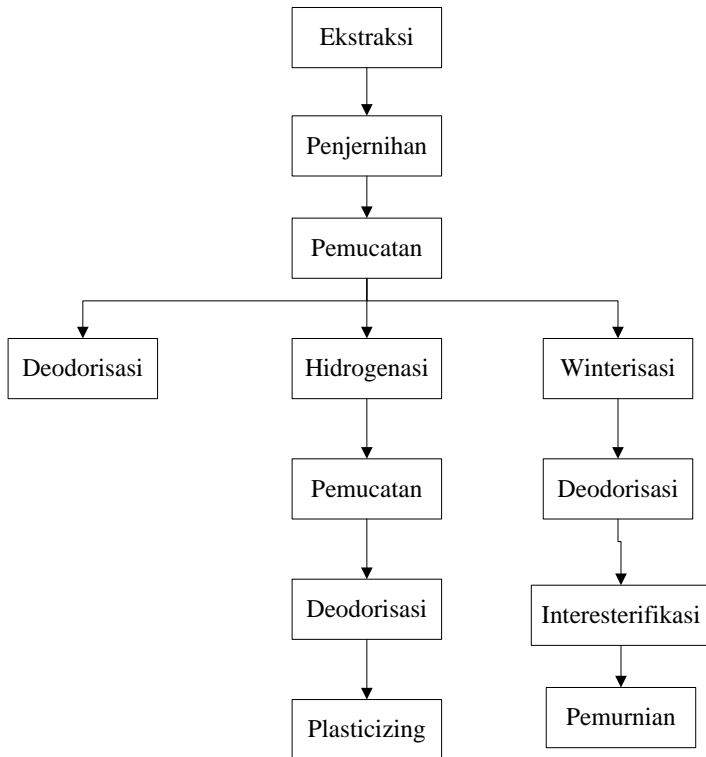 Ekstraksi
Penjernihan
Pemucatan
Deodorisasi
Hidrogenasi
Winterisasi
Pemucatan
Deodorisasi
Deodorisasi
Interesterifikasi
Plasticizing
Pemurnian